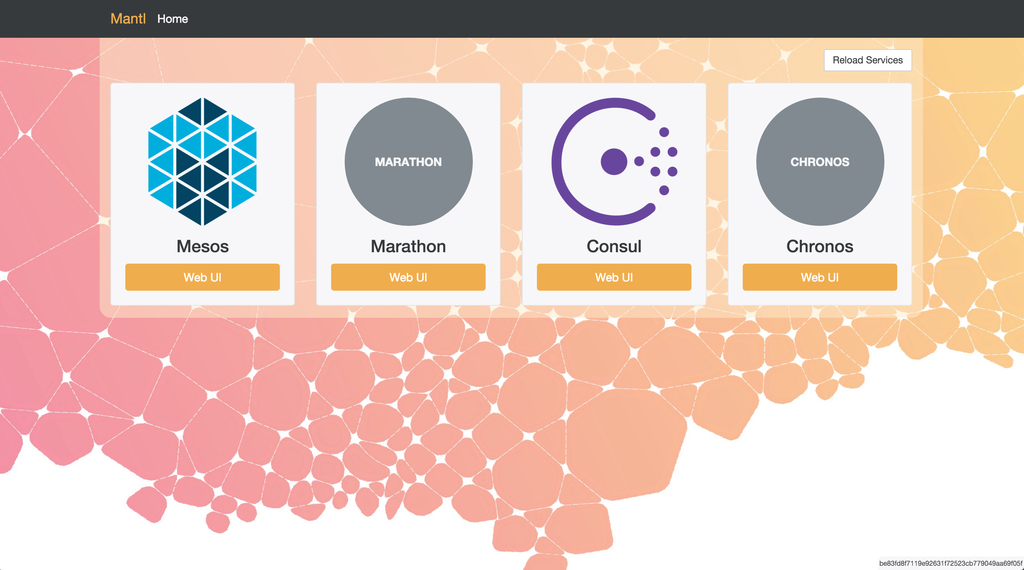 Mantl Home
Reload Services
MARATHON
CHRONOS
Mesos
Marathon
Consul
Chronos
Web UI
Web UI
Web UI
Web UI
be83fd8f7119e92631f72523cb779049aa69f05f